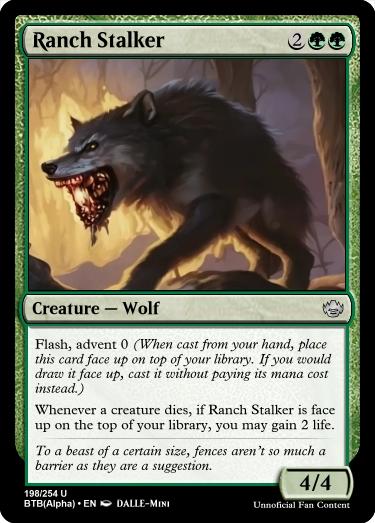 Ranch Stalker 2
Creature — Wolf
Flash, advent 0 (When cast from your hand, place
this card face up on top of your library. If you would
draw it face up, cast it without paying its mana cost
instead.)
Whenever a creature dies, if Ranch Stalker is face
up on the top of your library, you may gain 2 life.
To a beast of a certain size, fences aren't so much a
barrier as they are a suggestion.
4/4
198/254 U
BTB(Alpha) • EN DALLE-Mini
Unnoficial Fan Content